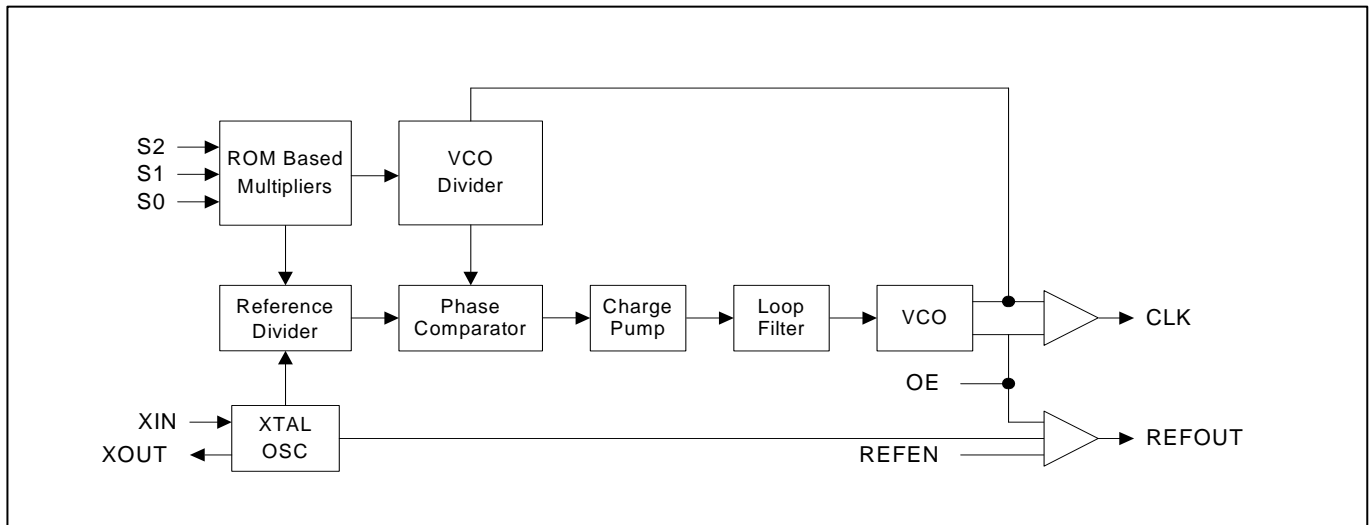 S2
S1
S0
ROM Based
Multipliers
VCO
Divider
Reference
Divider
Phase
Comparator
Charge
Pump
Loop
Filter
VCO
CLK
OE
XIN
XOUT
XTAL
OSC
REFEN
REFOUT